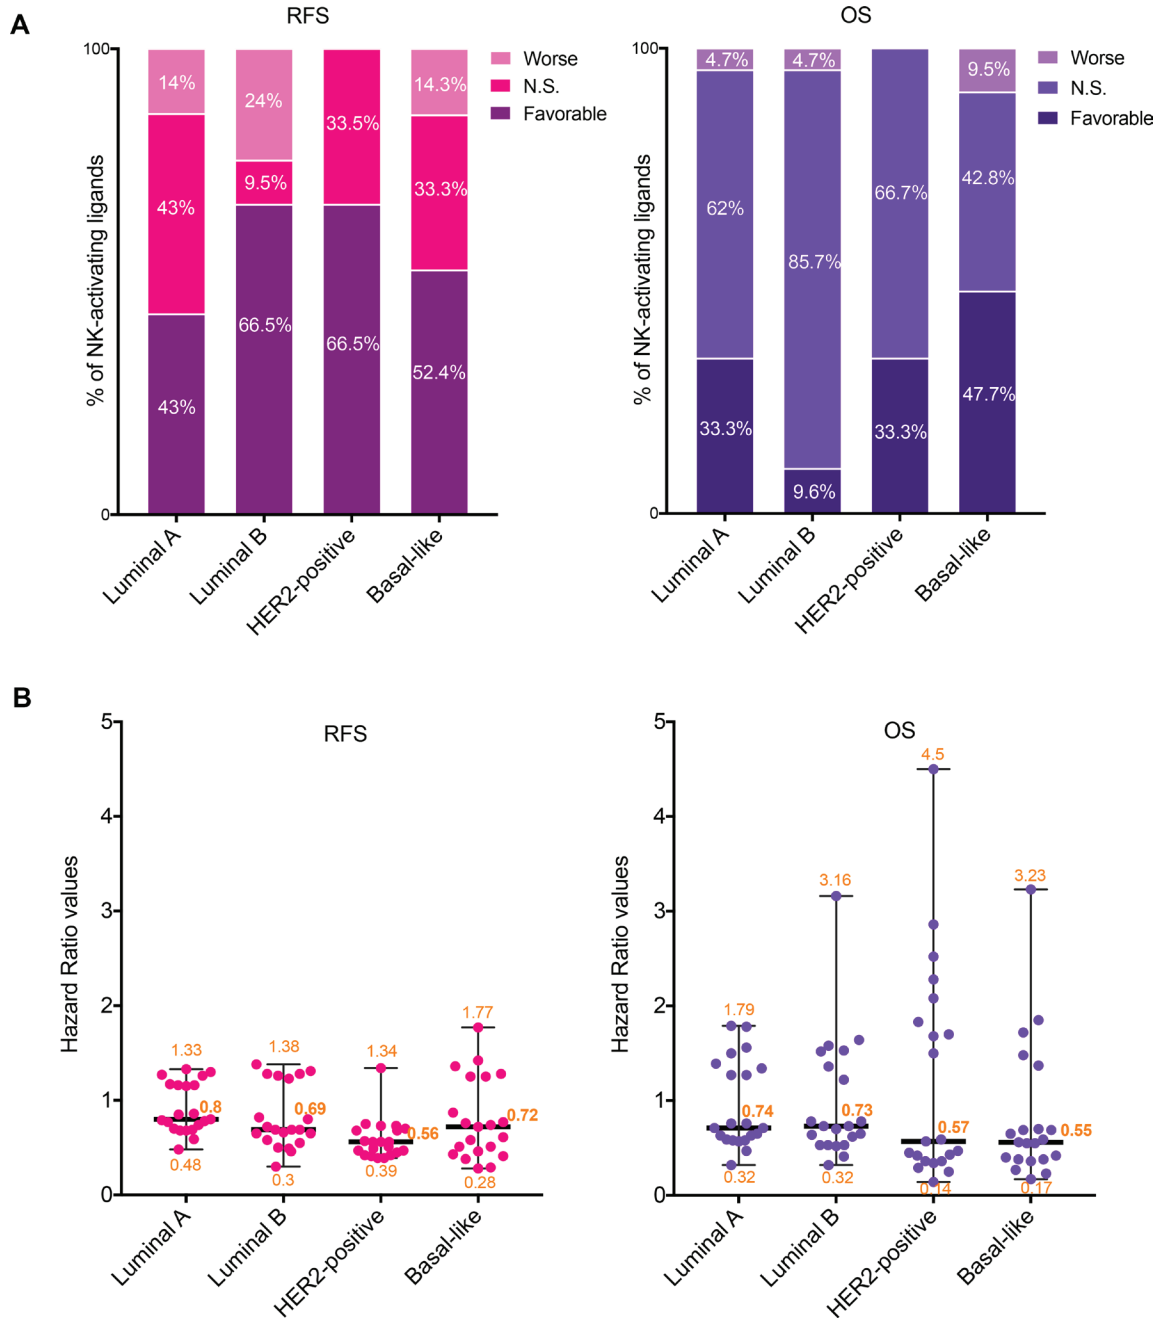 A
RFS
OS
% of NK-activating ligands
100
0
14%
43%
43%
24%
9.5%
66.5%
33.5%
66.5%
14.3%
33.3%
52.4%
Worse
N.S.
Favorable
Luminal A
Luminal B
HER2-positive
Basal-like
% of NK-activating ligands
100
0
4.7%
62%
33.3%
4.7%
85.7%
9.6%
66.7%
33.3%
9.5%
42.8%
47.7%
Worse
N.S.
Favorable
Luminal A
Luminal B
HER2-positive
Basal-like
B
RFS
Hazard Ratio values
5
4
3
2
1
0
1.33
0.8
0.48
1.38
0.69
0.3
1.34
0.56
0.39
1.77
0.72
0.28
Luminal A
Luminal B
HER2-positive
Basal-like
OS
Hazard Ratio values
5
4
3
2
1
0
1.79
0.74
0.32
3.16
0.73
0.32
4.5
0.57
0.14
3.23
0.55
0.17
Luminal A
Luminal B
HER2-positive
Basal-like